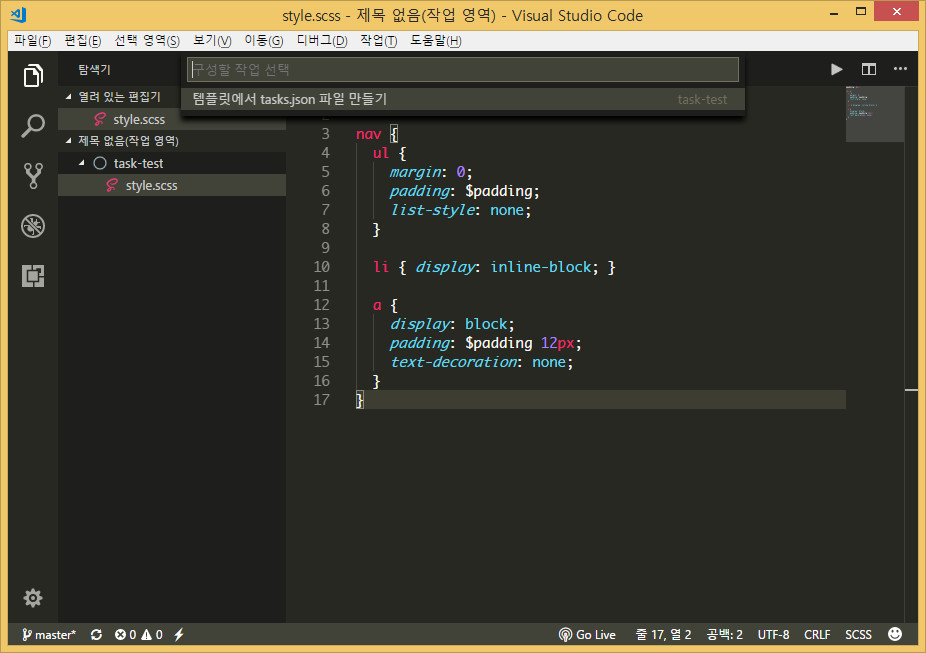 style.scss - 제목 없음(작업 영역) - Visual Studio Code
파일(F) 편집(E) 선택 영역(S) 보기(V) 이동(G) 디버그(D) 작업(T) 도움말(H)
탐색기
구성할 작업 선택
템플릿에서 tasks.json 파일 만들기 task-test
열려 있는 편집기
style.scss
제목 없음(작업 영역)
task-test
style.scss
2
3 nav {
4 ul {
5 margin: 0;
6 padding: $padding;
7 list-style: none;
8 }
9
10 li { display: inline-block; }
11
12 a {
13 display: block;
14 padding: $padding 12px;
15 text-decoration: none;
16 }
17 }
master* 0 0 Go Live 줄 17, 열 2 공백: 2 UTF-8 CRLF SCSS